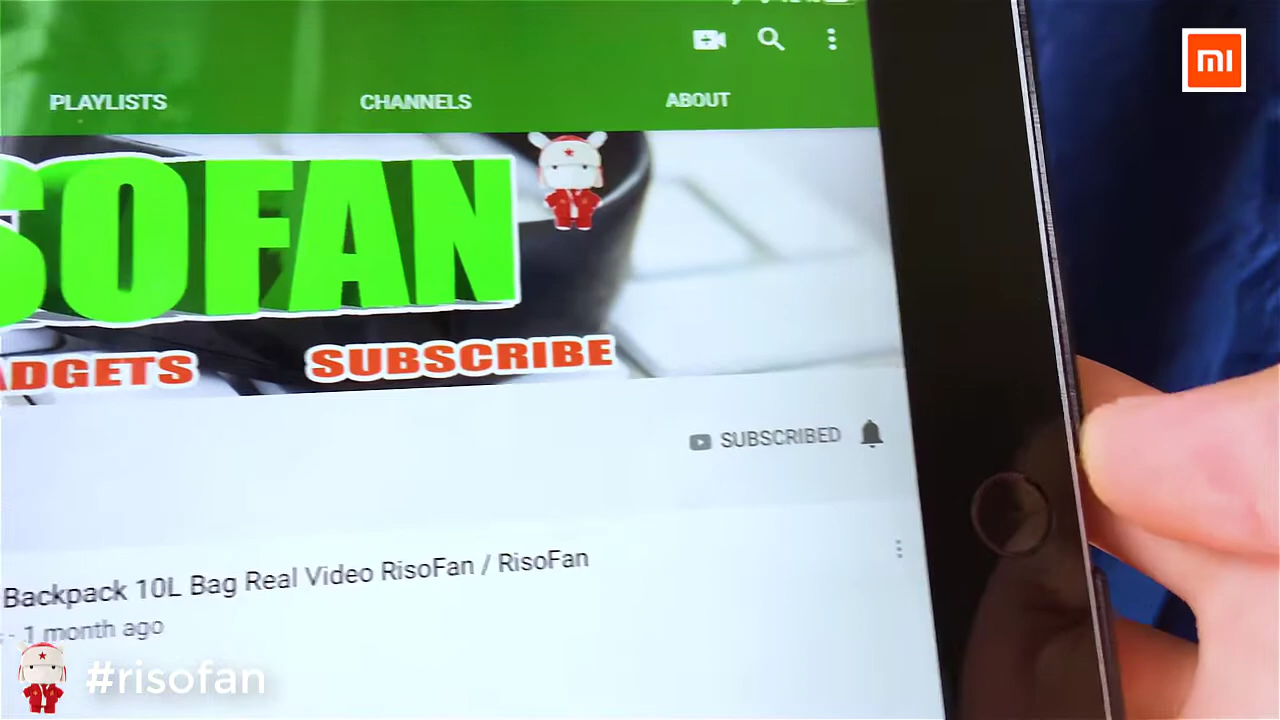 mi
PLAYLISTS CHANNELS ABOUT
SOFAN
ADGETS SUBSCRIBE
SUBSCRIBED
Backpack 10L Bag Real Video RisoFan / RisoFan
- 1 month ago
#risofan